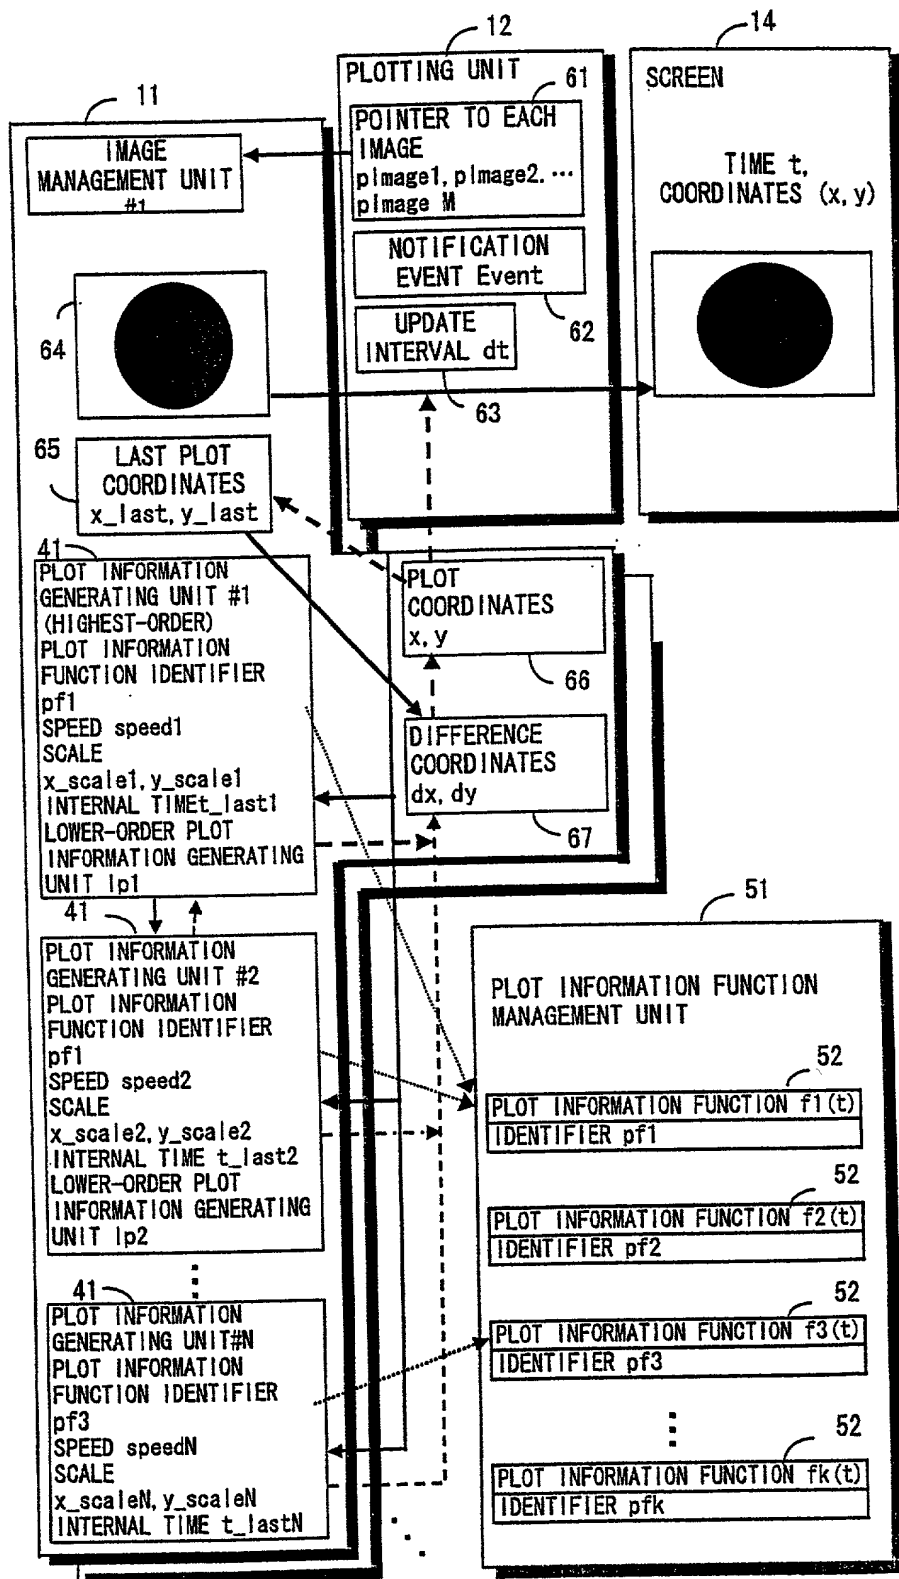 11
IMAGE
MANAGEMENT UNIT
#1
64
65
LAST PLOT
COORDINATES
x_last, y_last
12
PLOTTING UNIT
61
POINTER TO EACH
IMAGE
pImage1, pImage2, …
pImage M
NOTIFICATION
EVENT Event
62
UPDATE
INTERVAL dt
63
14
SCREEN
TIME t,
COORDINATES (x, y)
41
PLOT INFORMATION
GENERATING UNIT #1
(HIGHEST-ORDER)
PLOT INFORMATION
FUNCTION IDENTIFIER
pf1
SPEED speed1
SCALE
x_scale1, y_scale1
INTERNAL TIMEt_last1
LOWER-ORDER PLOT
INFORMATION GENERATING
UNIT lp1
PLOT
COORDINATES
x, y
66
DIFFERENCE
COORDINATES
dx, dy
67
41
PLOT INFORMATION
GENERATING UNIT #2
PLOT INFORMATION
FUNCTION IDENTIFIER
pf1
SPEED speed2
SCALE
x_scale2, y_scale2
INTERNAL TIME t_last2
LOWER-ORDER PLOT
INFORMATION GENERATING
UNIT lp2
41
PLOT INFORMATION
GENERATING UNIT#N
PLOT INFORMATION
FUNCTION IDENTIFIER
pf3
SPEED speedN
SCALE
x_scaleN, y_scaleN
INTERNAL TIME t_lastN
51
PLOT INFORMATION FUNCTION
MANAGEMENT UNIT
52
PLOT INFORMATION FUNCTION f1(t)
IDENTIFIER pf1
52
PLOT INFORMATION FUNCTION f2(t)
IDENTIFIER pf2
52
PLOT INFORMATION FUNCTION f3(t)
IDENTIFIER pf3
52
PLOT INFORMATION FUNCTION fk(t)
IDENTIFIER pfk